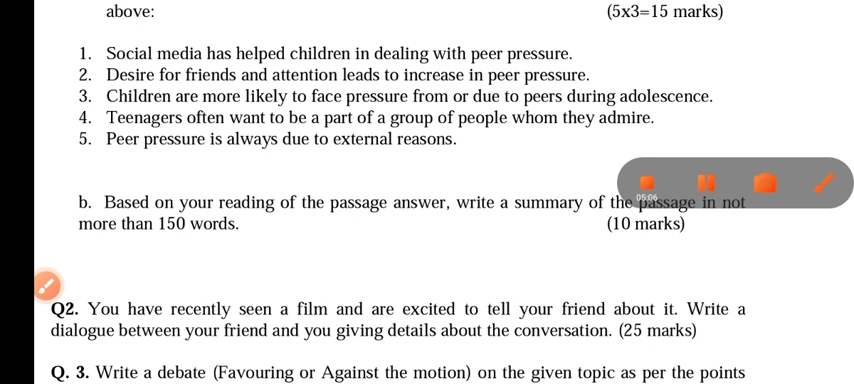 above: (5x3=15 marks)
1. Social media has helped children in dealing with peer pressure.
2. Desire for friends and attention leads to increase in peer pressure.
3. Children are more likely to face pressure from or due to peers during adolescence.
4. Teenagers often want to be a part of a group of people whom they admire.
5. Peer pressure is always due to external reasons.
05:06
b. Based on your reading of the passage answer, write a summary of the passage in not
more than 150 words. (10 marks)
Q2. You have recently seen a film and are excited to tell your friend about it. Write a
dialogue between your friend and you giving details about the conversation. (25 marks)
Q. 3. Write a debate (Favouring or Against the motion) on the given topic as per the points